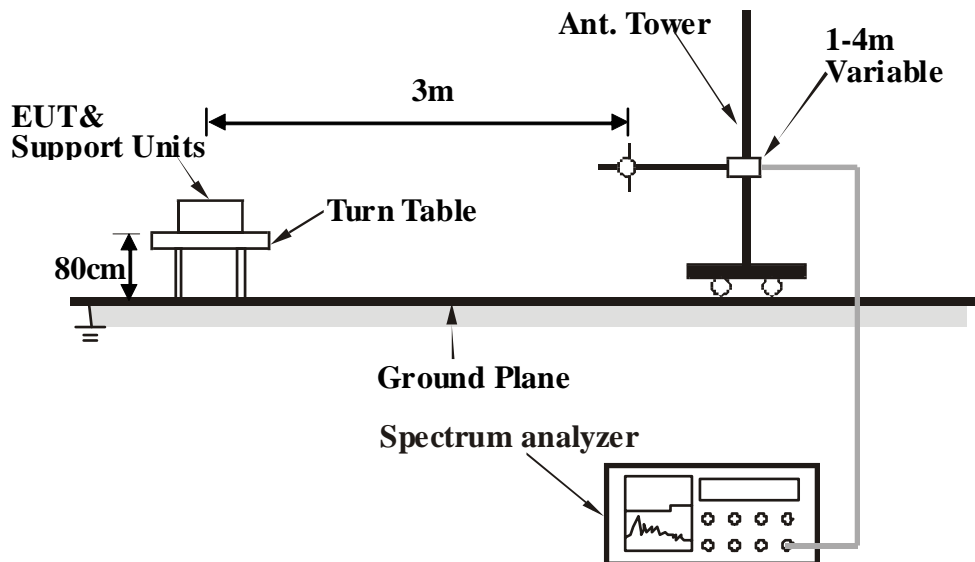 Ant. Tower
1-4m
Variable
3m
EUT&
Support Units
Turn Table
80cm
Ground Plane
Spectrum analyzer